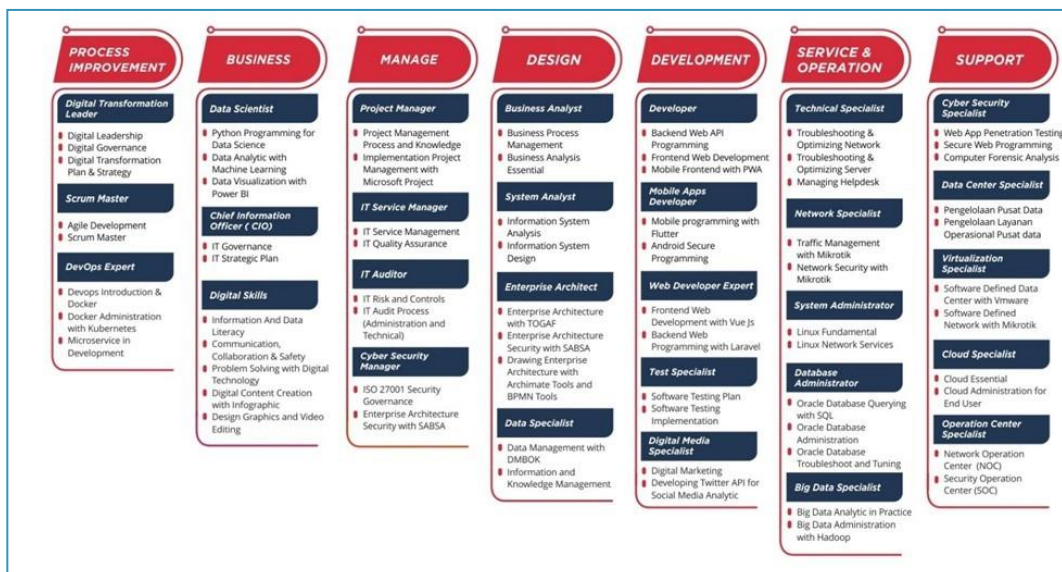 PROCESS
IMPROVEMENT
Digital Transformation
Leader
Digital Leadership
Digital Governance
Digital Transformation
Plan & Strategy
Scrum Master
Agile Development
Scrum Master
DevOps Expert
Devops Introduction &
Docker
Docker Administration
with Kubernetes
Microservice in
Development
BUSINESS
Data Scientist
Python Programming for
Data Science
Data Analytic with
Machine Learning
Data Visualization with
Power BI
Chief Information
Officer ( CIO)
IT Governance
IT Strategic Plan
Digital Skills
Information And Data
Literacy
Communication,
Collaboration & Safety
Problem Solving with Digital
Technology
Digital Content Creation
with Infographic
Design Graphics and Video
Editing
MANAGE
Project Manager
Project Management
Process and Knowledge
Implementation Project
Management with
Microsoft Project
IT Service Manager
IT Service Management
IT Quality Assurance
IT Auditor
IT Risk and Controls
IT Audit Process
(Administration and
Technical)
Cyber Security
Manager
ISO 27001 Security
Governance
Enterprise Architecture
Security with SABSA
DESIGN
Business Analyst
Business Process
Management
Business Analysis
Essential
System Analyst
Information System
Analysis
Information System
Design
Enterprise Architect
Enterprise Architecture
with TOGAF
Enterprise Architecture
Security with SABSA
Drawing Enterprise
Architecture with
Archimate Tools and
BPMN Tools
Data Specialist
Data Management with
DMBOK
Information and
Knowledge Management
DEVELOPMENT
Developer
Backend Web API
Programming
Frontend Web Development
Mobile Frontend with PWA
Mobile Apps
Developer
Mobile programming with
Flutter
Android Secure
Programming
Web Developer Expert
Frontend Web
Development with Vue Js
Backend Web
Programming with Laravel
Test Specialist
Software Testing Plan
Software Testing
Implementation
Digital Media
Specialist
Digital Marketing
Developing Twitter API for
Social Media Analytic
SERVICE &
OPERATION
Technical Specialist
Troubleshooting &
Optimizing Network
Troubleshooting &
Optimizing Server
Managing Helpdesk
Network Specialist
Traffic Management
with Mikrotik
Network Security with
Mikrotik
System Administrator
Linux Fundamental
Linux Network Services
Database
Administrator
Oracle Database Querying
with SQL
Oracle Database
Administration
Oracle Database
Troubleshoot and Tuning
Big Data Specialist
Big Data Analytic in Practice
Big Data Administration
with Hadoop
SUPPORT
Cyber Security
Specialist
Web App Penetration Testing
Secure Web Programming
Computer Forensic Analysis
Data Center Specialist
Pengelolaan Pusat Data
Pengelolaan Layanan
Operasional Pusat data
Virtualization
Specialist
Software Defined Data
Center with Vmware
Software Defined
Network with Mikrotik
Cloud Specialist
Cloud Essential
Cloud Administration for
End User
Operation Center
Specialist
Network Operation
Center (NOC)
Security Operation
Center (SOC)